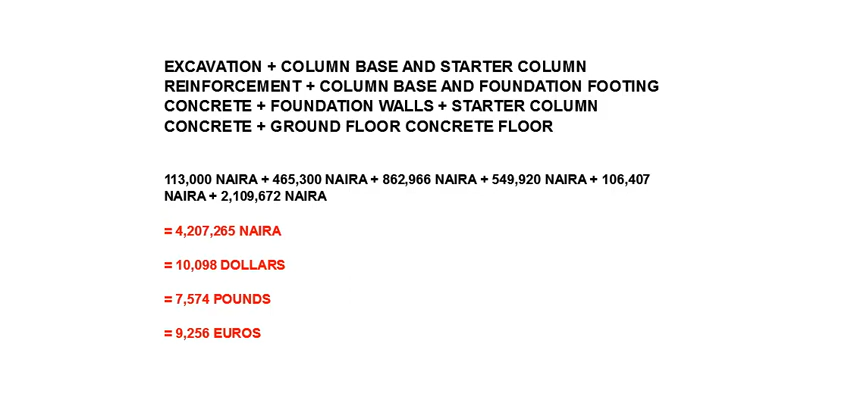 EXCAVATION + COLUMN BASE AND STARTER COLUMN
REINFORCEMENT + COLUMN BASE AND FOUNDATION FOOTING
CONCRETE + FOUNDATION WALLS + STARTER COLUMN
CONCRETE + GROUND FLOOR CONCRETE FLOOR
113,000 NAIRA + 465,300 NAIRA + 862,966 NAIRA + 549,920 NAIRA + 106,407
NAIRA + 2,109,672 NAIRA
= 4,207,265 NAIRA
= 10,098 DOLLARS
= 7,574 POUNDS
= 9,256 EUROS